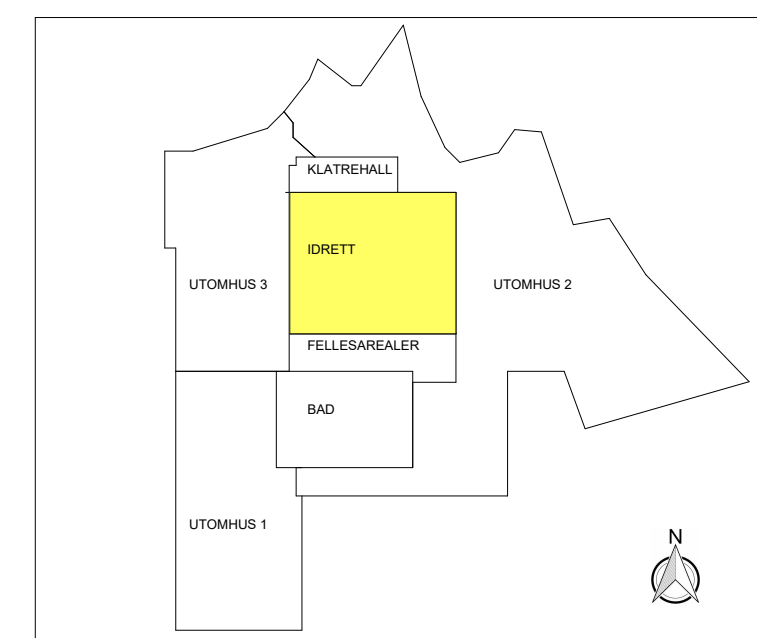 KLATREHALL
IDRETT
UTOMHUS 3
UTOMHUS 2
FELLESAREALER
BAD
UTOMHUS 1
N